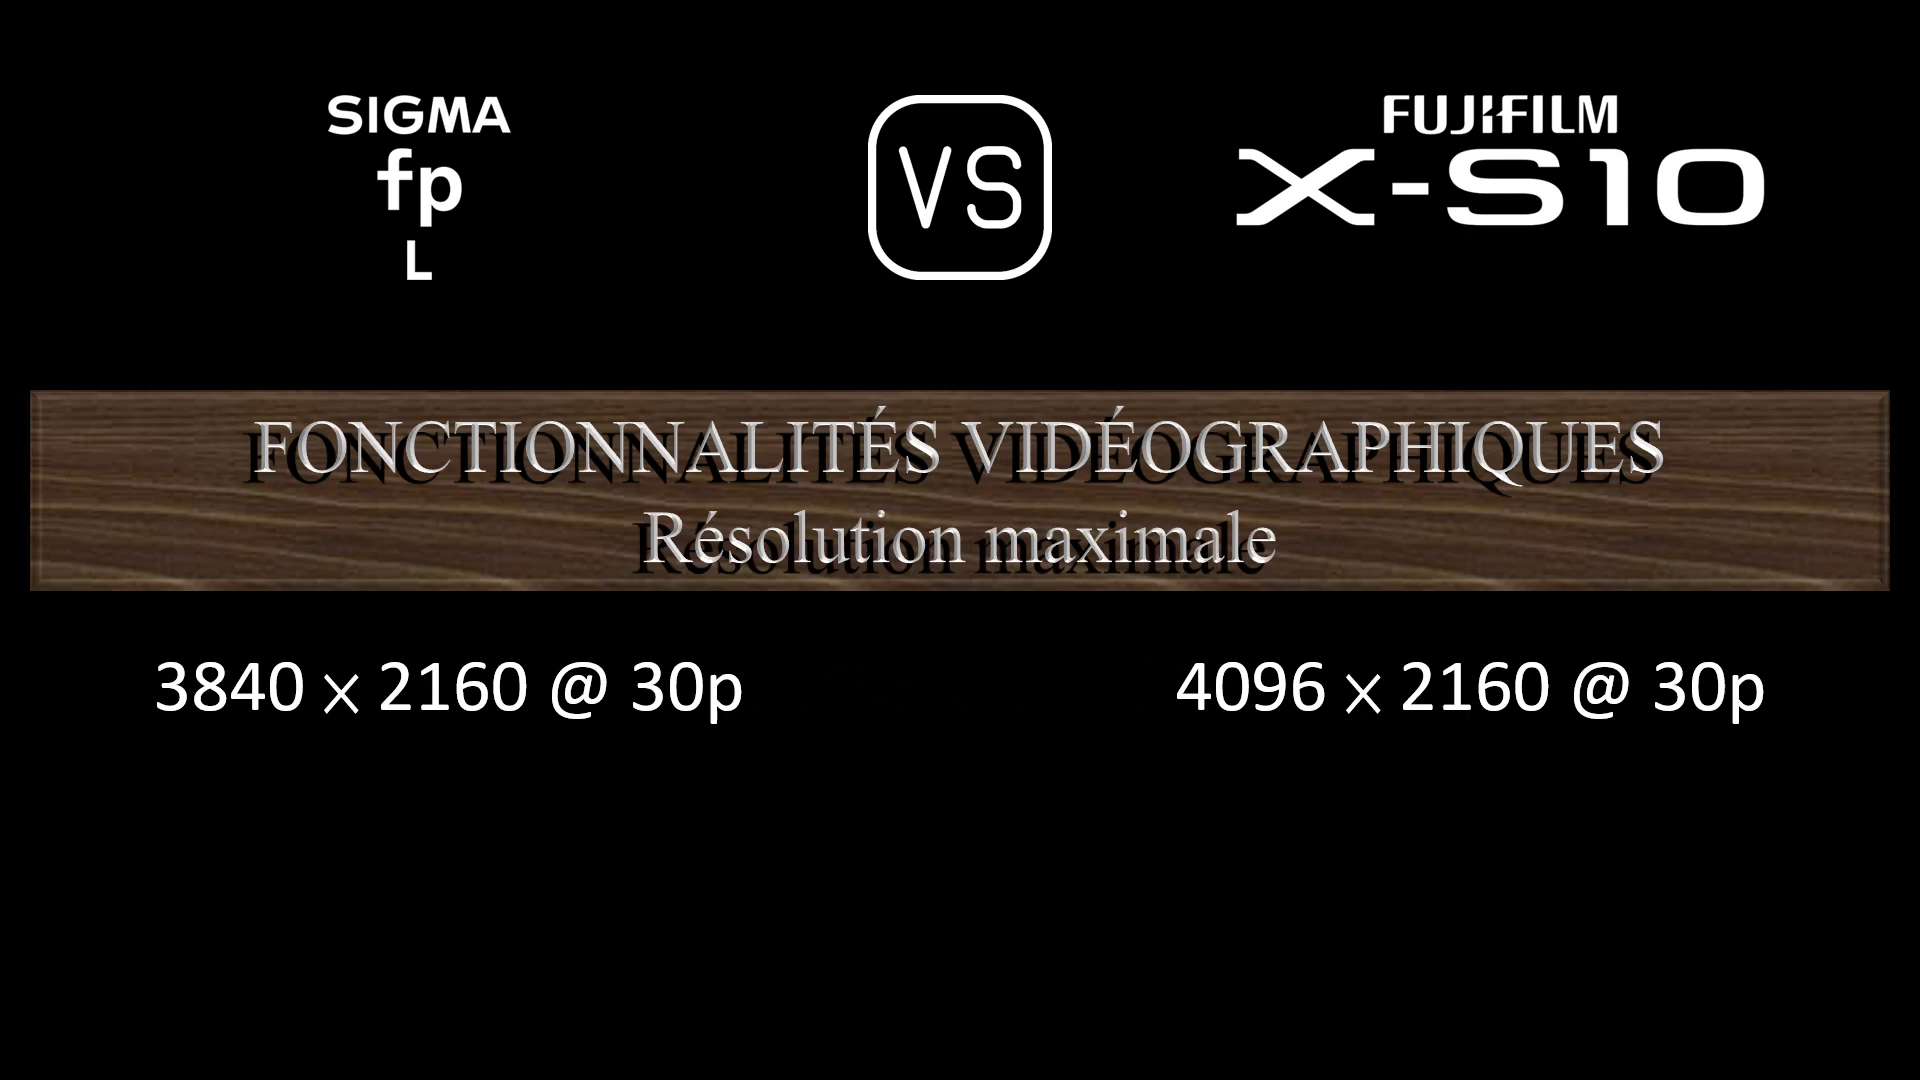 SIGMA
fp
L
VS
FUJIFILM
X-S10
FONCTIONNALITÉS VIDÉOGRAPHIQUES
Résolution maximale
3840 x 2160 @ 30p
4096 x 2160 @ 30p